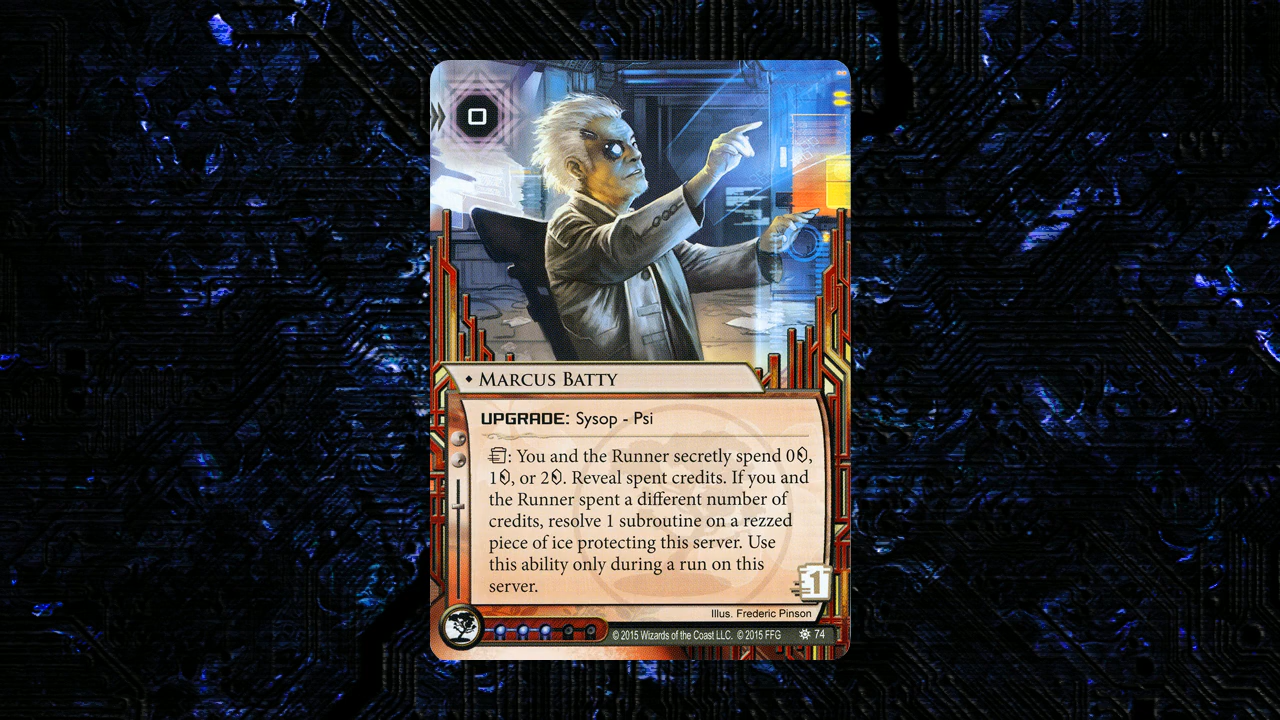 MARCUS BATTY
UPGRADE: Sysop - Psi
: You and the Runner secretly spend 0,
1, or 2. Reveal spent credits. If you and
the Runner spent a different number of
credits, resolve 1 subroutine on a rezzed
piece of ice protecting this server. Use
this ability only during a run on this
server.
1
Illus. Frederic Pinson
© 2015 Wizards of the Coast LLC. © 2015 FFG 74